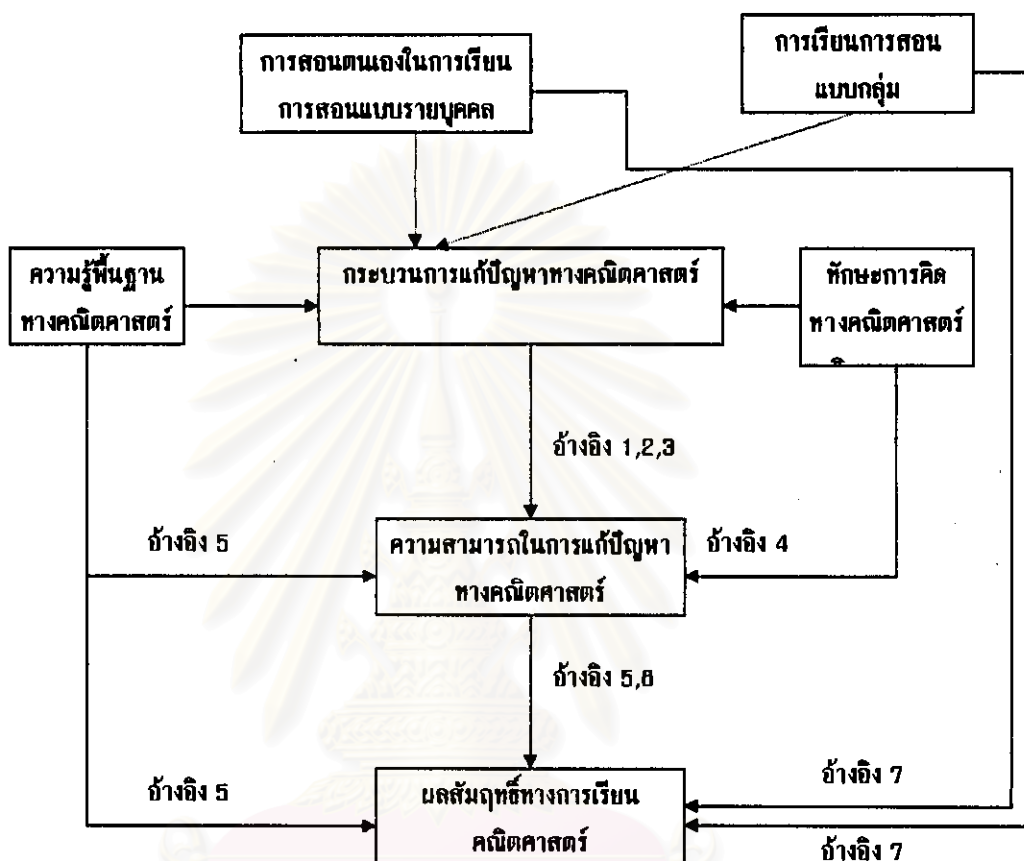 การสอนตนเองในการเรียน
การสอนแบบรายบุคคล
การเรียนการสอน
แบบกลุ่ม
ความรู้พื้นฐาน
ทางคณิตศาสตร์
กระบวนการแก้ปัญหาทางคณิตศาสตร์
ทักษะการคิด
ทางคณิตศาสตร์
อ้างอิง 1,2,3
อ้างอิง 5
ความสามารถในการแก้ปัญหา
ทางคณิตศาสตร์
อ้างอิง 4
อ้างอิง 5,6
อ้างอิง 5
ผลสัมฤทธิ์ทางการเรียน
คณิตศาสตร์
อ้างอิง 7
อ้างอิง 7